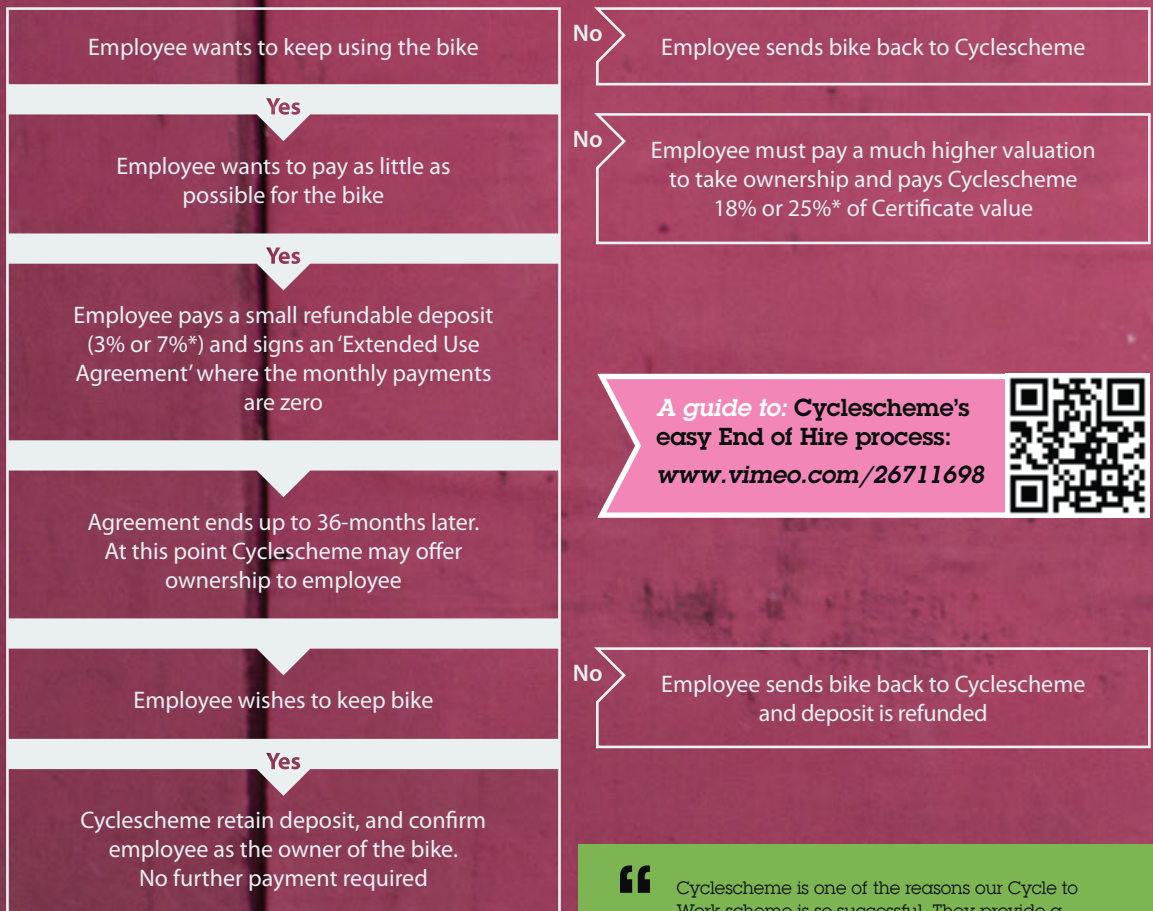 Employee wants to keep using the bike
No
Employee sends bike back to Cyclescheme
Yes
Employee wants to pay as little as
possible for the bike
No
Employee must pay a much higher valuation
to take ownership and pays Cyclescheme
18% or 25%* of Certificate value
Yes
Employee pays a small refundable deposit
(3% or 7%*) and signs an ‘Extended Use
Agreement’ where the monthly payments
are zero
A guide to: Cyclescheme’s
easy End of Hire process:
www.vimeo.com/26711698
Agreement ends up to 36-months later.
At this point Cyclescheme may offer
ownership to employee
Employee wishes to keep bike
No
Employee sends bike back to Cyclescheme
and deposit is refunded
Yes
Cyclescheme retain deposit, and confirm
employee as the owner of the bike.
No further payment required
“
Cyclescheme is one of the reasons our Cycle to
Work scheme is so successful. They provide a